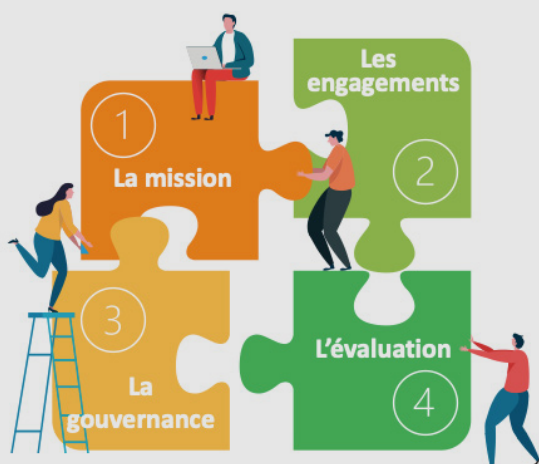 1
La mission
Les
engagements
2
3
La
gouvernance
L'évaluation
4